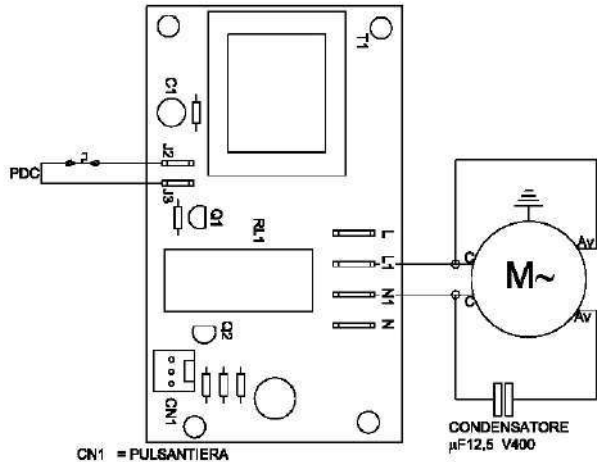 T1
C1
J2
PDC
J3
Q1
RL1
L
L1
N1
N
C
C
Av
Av
M~
Q2
CN1
CN1 = PULSANTIERA
CONDENSATORE
µF12,5 V400